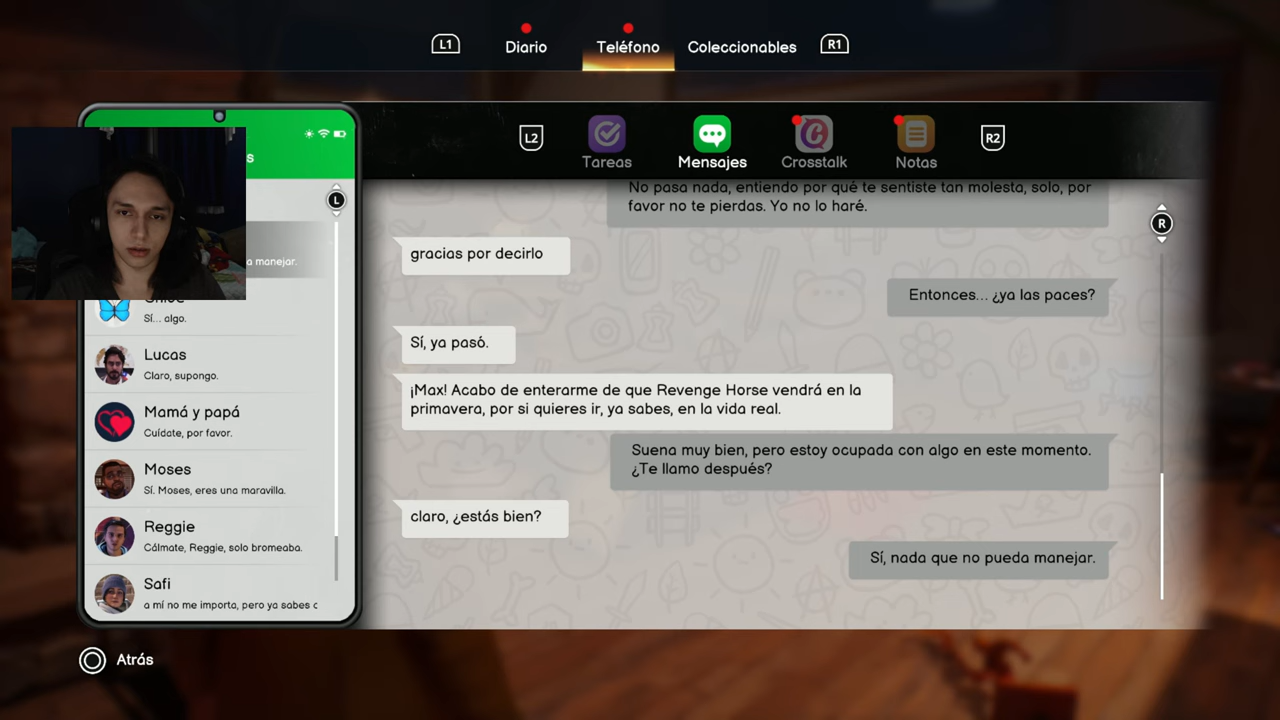 L1
Diario
Teléfono
Coleccionables
R1
L2
Tareas
Mensajes
Crosstalk
Notas
R2
L
a manejar.
Chloe
Sí... algo.
Lucas
Claro, supongo.
Mamá y papá
Cuídate, por favor.
Moses
Sí. Moses, eres una maravilla.
Reggie
Cálmate, Reggie, solo bromeaba.
Safi
a mí no me importa, pero ya sabes c
No pasa nada, entiendo por qué te sentiste tan molesta, solo, por
favor no te pierdas. Yo no lo haré.
R
gracias por decirlo
Entonces... ¿ya las paces?
Sí, ya pasó.
¡Max! Acabo de enterarme de que Revenge Horse vendrá en la
primavera, por si quieres ir, ya sabes, en la vida real.
Suena muy bien, pero estoy ocupada con algo en este momento.
¿Te llamo después?
claro, ¿estás bien?
Sí, nada que no pueda manejar.
Atrás